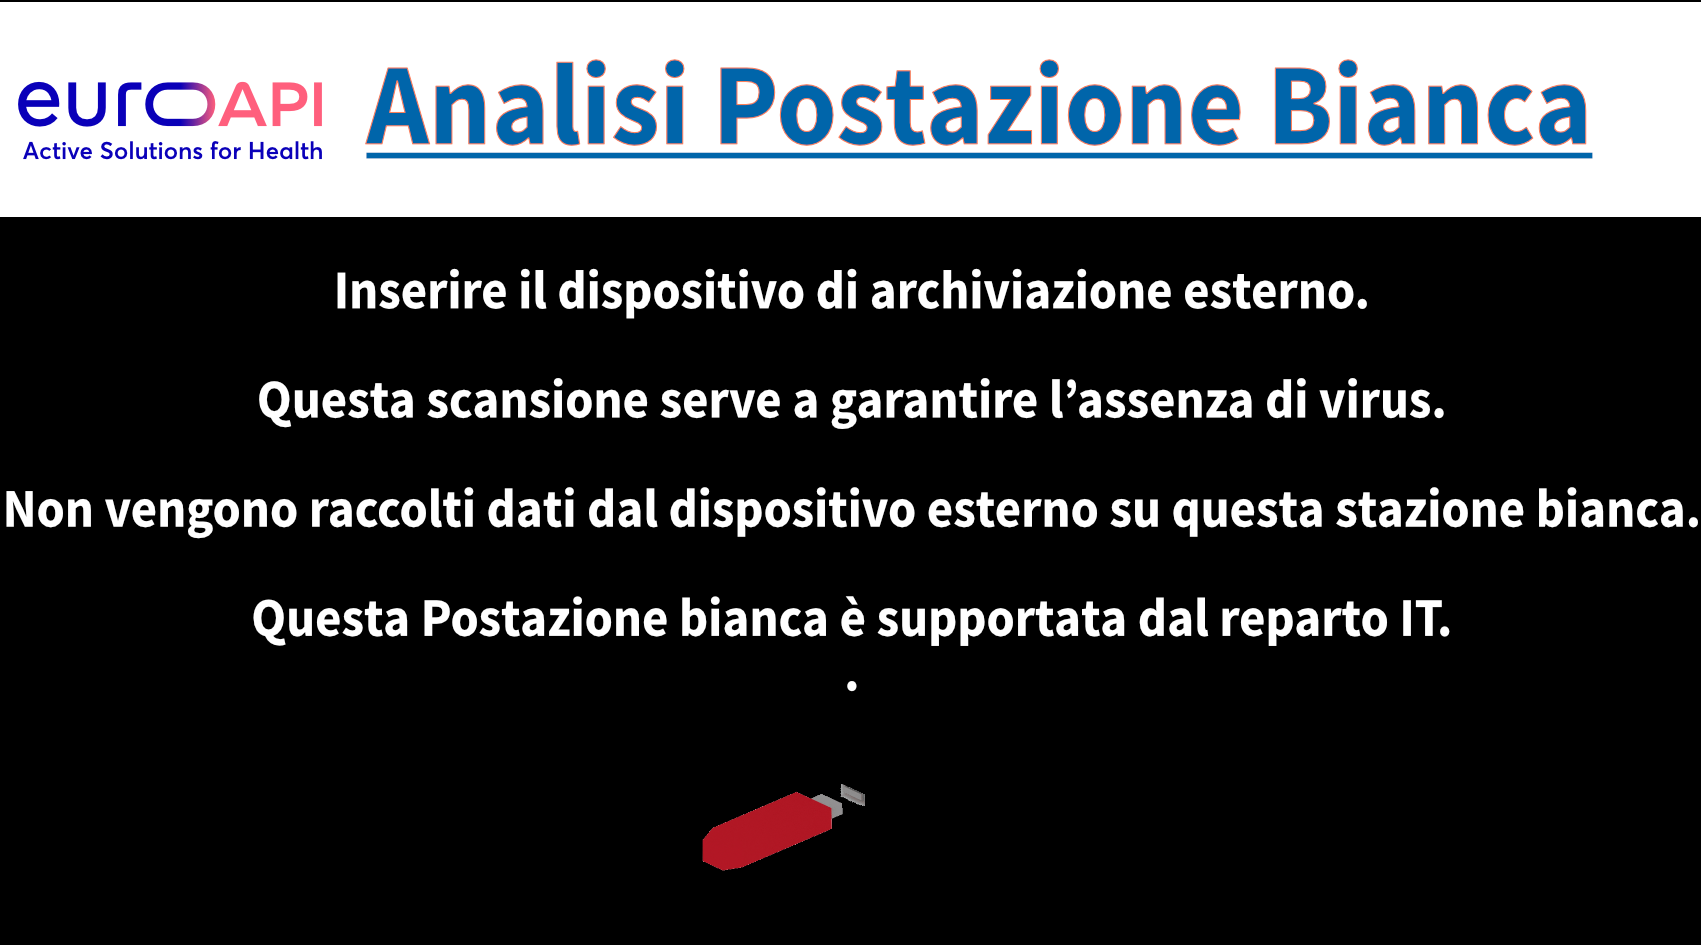 euroAPI
Active Solutions for Health
Analisi Postazione Bianca
Inserire il dispositivo di archiviazione esterno.
Questa scansione serve a garantire l’assenza di virus.
Non vengono raccolti dati dal dispositivo esterno su questa stazione bianca.
Questa Postazione bianca è supportata dal reparto IT.
.